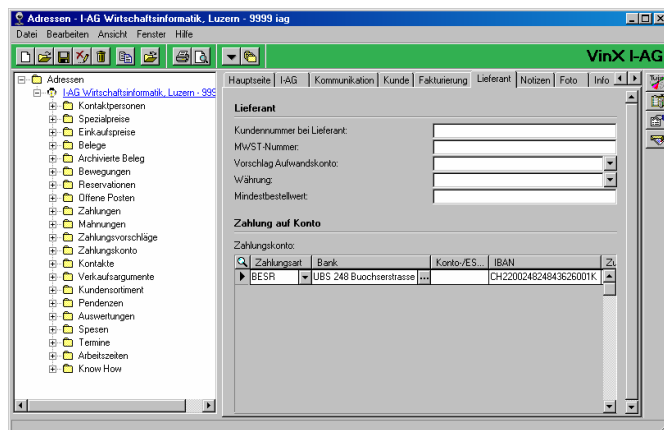 Adressen - I-AG Wirtschaftsinformatik, Luzern - 9999 iag
Datei Bearbeiten Ansicht Fenster Hilfe
VinX I-AG
Adressen
I-AG Wirtschaftsinformatik, Luzern - 999
Kontaktpersonen
Spezialpreise
Einkaufspreise
Belege
Archivierte Beleg
Bewegungen
Reservationen
Offene Posten
Zahlungen
Mahnungen
Zahlungsvorschläge
Zahlungskonto
Kontakte
Verkaufsargumente
Kundensortiment
Pendenzen
Auswertungen
Spesen
Termine
Arbeitszeiten
Know How
Hauptseite I-AG Kommunikation Kunde Fakturierung Lieferant Notizen Foto Info
Lieferant
Kundennummer bei Lieferant:
MWST-Nummer:
Vorschlag Aufwandskonto:
Währung:
Mindestbestellwert:
Zahlung auf Konto
Zahlungskonto:
Zahlungsart Bank Konto-/ES... IBAN Zu
BESR UBS 248 Buochserstrasse ... CH220024824843626001K